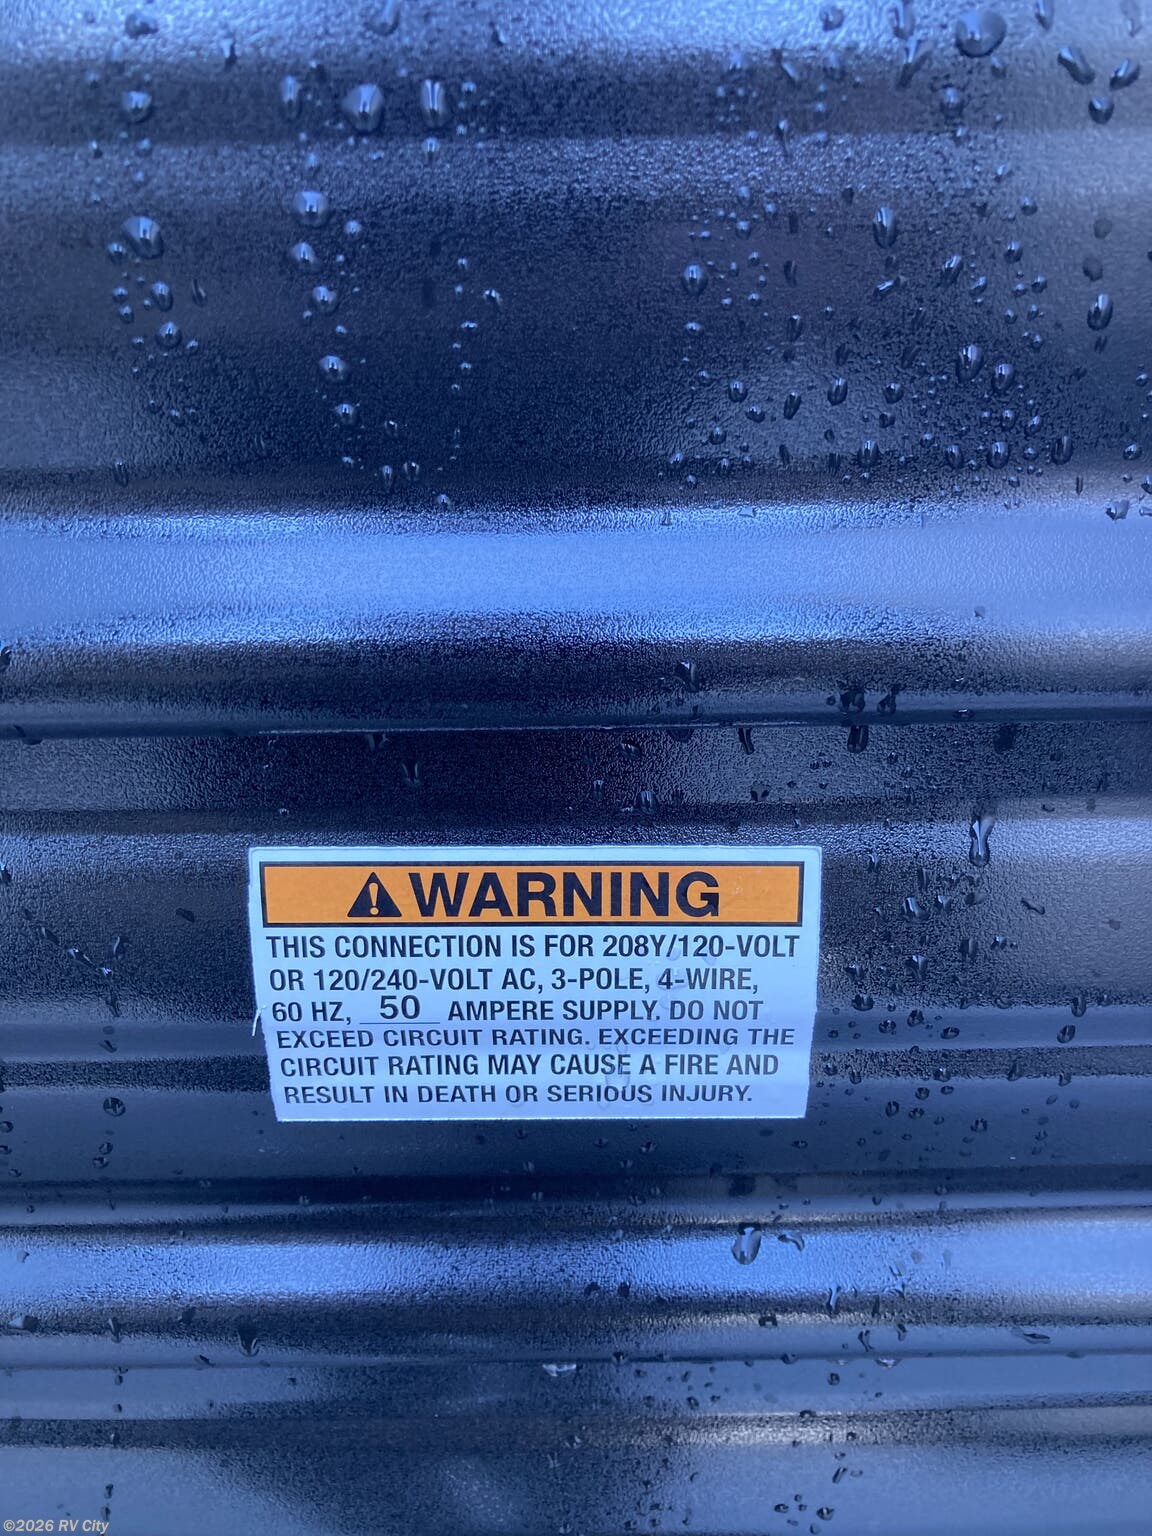 WARNING
THIS CONNECTION IS FOR 208Y/120-VOLT
OR 120/240-VOLT AC, 3-POLE, 4-WIRE,
60 HZ, 50 AMPERE SUPPLY. DO NOT
EXCEED CIRCUIT RATING. EXCEEDING THE
CIRCUIT RATING MAY CAUSE A FIRE AND
RESULT IN DEATH OR SERIOUS INJURY.
©2026 RV City